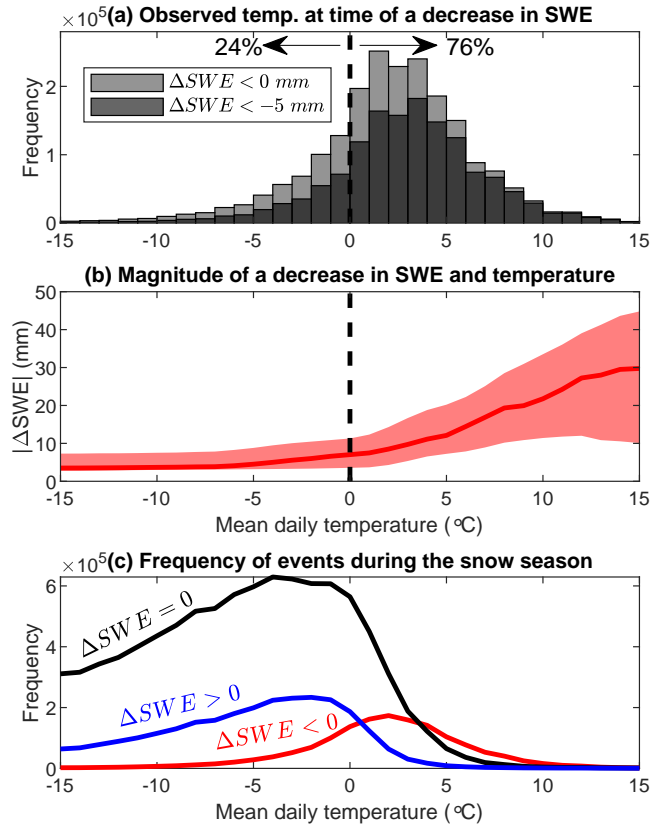 ×10⁵
(a) Observed temp. at time of a decrease in SWE
24%
76%
ΔSWE < 0 mm
ΔSWE < −5 mm
Frequency
2
1
0
-15 -10 -5 0 5 10 15
(b) Magnitude of a decrease in SWE and temperature
|ΔSWE| (mm)
50
40
30
20
10
0
-15 -10 -5 0 5 10 15
Mean daily temperature (°C)
×10⁵
(c) Frequency of events during the snow season
Frequency
6
4
2
0
ΔSWE = 0
ΔSWE > 0
ΔSWE < 0
-15 -10 -5 0 5 10 15
Mean daily temperature (°C)